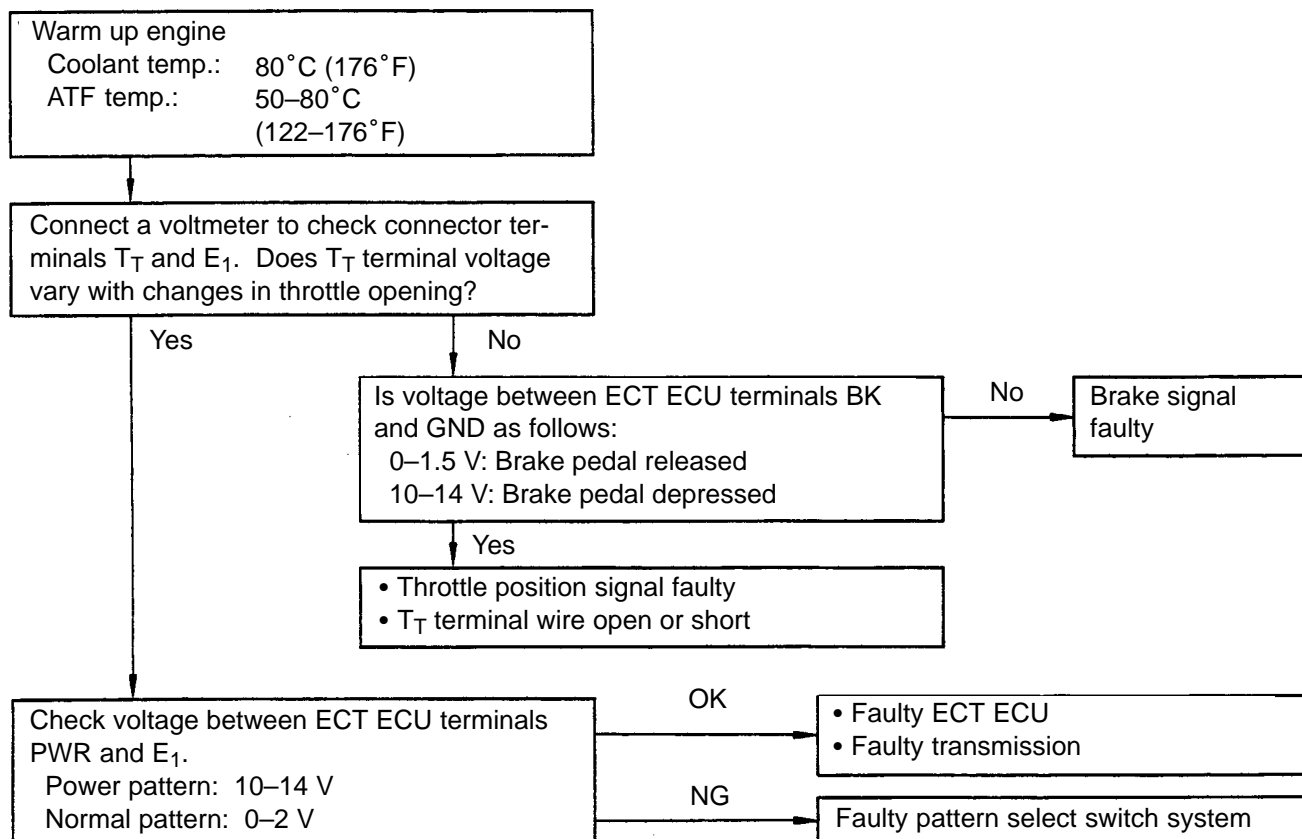 Warm up engine
Coolant temp.: 80°C (176°F)
ATF temp.: 50–80°C
(122–176°F)
Connect a voltmeter to check connector ter-
minals TT and E1. Does TT terminal voltage
vary with changes in throttle opening?
Yes
No
Is voltage between ECT ECU terminals BK
and GND as follows:
0–1.5 V: Brake pedal released
10–14 V: Brake pedal depressed
No
Brake signal
faulty
Yes
• Throttle position signal faulty
• TT terminal wire open or short
Check voltage between ECT ECU terminals
PWR and E1.
Power pattern: 10–14 V
Normal pattern: 0–2 V
OK
• Faulty ECT ECU
• Faulty transmission
NG
Faulty pattern select switch system